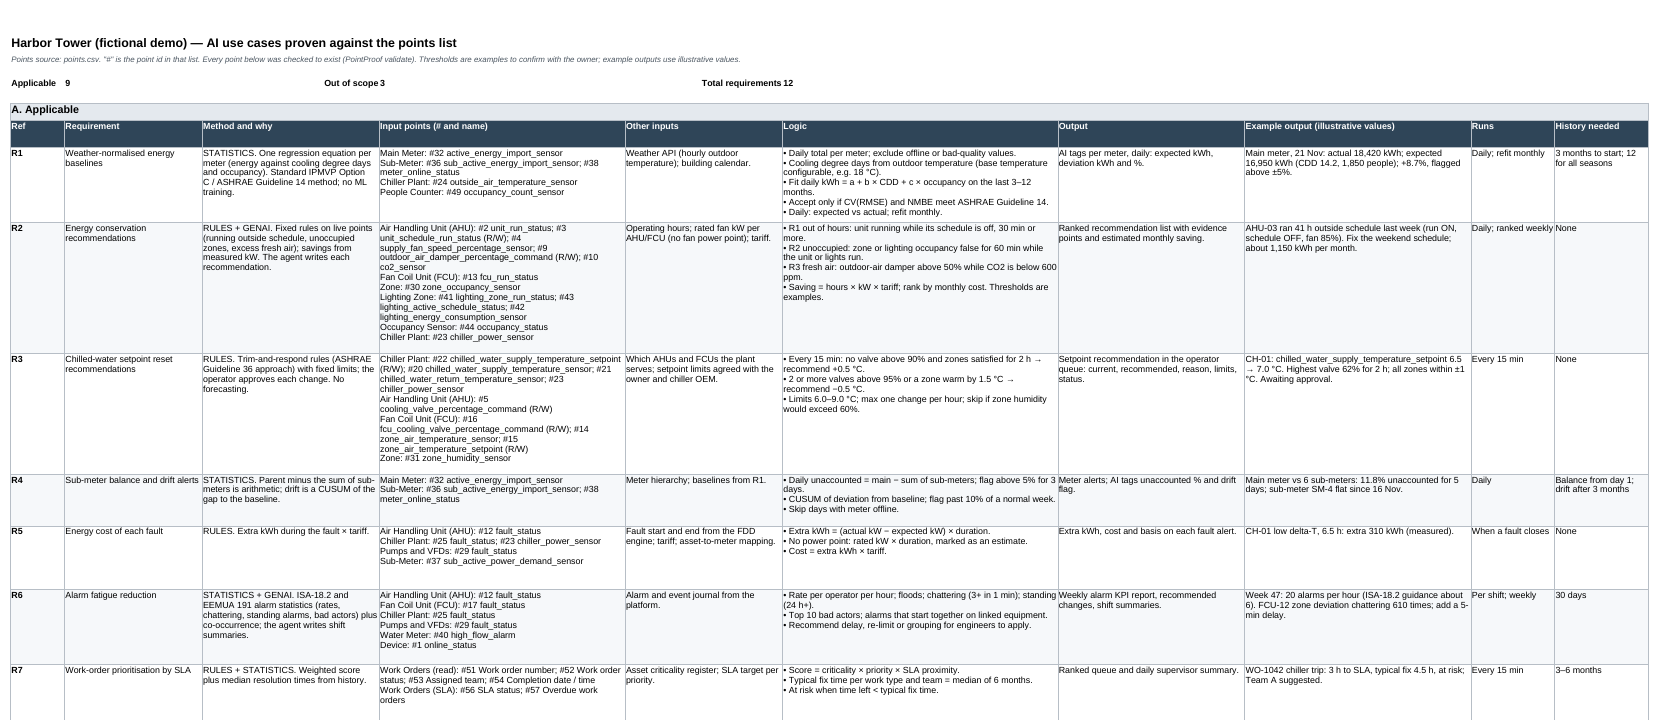 Harbor Tower (fictional demo) — AI use cases proven against the points list
Points source: points.csv. "#" is the point id in that list. Every point below was checked to exist (PointProof validate). Thresholds are examples to confirm with the owner; example outputs use illustrative values.
Applicable 9 Out of scope 3 Total requirements 12
A. Applicable
Ref Requirement Method and why Input points (# and name) Other inputs Logic Output Example output (illustrative values) Runs History needed
R1
Weather-normalised energy
baselines
STATISTICS. One regression equation per
meter (energy against cooling degree days
and occupancy). Standard IPMVP Option
C / ASHRAE Guideline 14 method; no ML
training.
Main Meter: #32 active_energy_import_sensor
Sub-Meter: #36 sub_active_energy_import_sensor; #38
meter_online_status
Chiller Plant: #24 outside_air_temperature_sensor
People Counter: #49 occupancy_count_sensor
Weather API (hourly outdoor
temperature); building calendar.
• Daily total per meter; exclude offline or bad-quality values.
• Cooling degree days from outdoor temperature (base temperature
configurable, e.g. 18 °C).
• Fit daily kWh = a + b × CDD + c × occupancy on the last 3–12
months.
• Accept only if CV(RMSE) and NMBE meet ASHRAE Guideline 14.
• Daily: expected vs actual; refit monthly.
AI tags per meter, daily: expected kWh,
deviation kWh and %.
Main meter, 21 Nov: actual 18,420 kWh; expected
16,950 kWh (CDD 14.2, 1,850 people); +8.7%, flagged
above ±5%.
Daily; refit monthly
3 months to start; 12
for all seasons
R2
Energy conservation
recommendations
RULES + GENAI. Fixed rules on live points
(running outside schedule, unoccupied
zones, excess fresh air); savings from
measured kW. The agent writes each
recommendation.
Air Handling Unit (AHU): #2 unit_run_status; #3
unit_schedule_run_status (R/W); #4
supply_fan_speed_percentage_sensor; #9
outdoor_air_damper_percentage_command (R/W); #10
co2_sensor
Fan Coil Unit (FCU): #13 fcu_run_status
Zone: #30 zone_occupancy_sensor
Lighting Zone: #41 lighting_zone_run_status; #43
lighting_active_schedule_status; #42
lighting_energy_consumption_sensor
Occupancy Sensor: #44 occupancy_status
Chiller Plant: #23 chiller_power_sensor
Operating hours; rated fan kW per
AHU/FCU (no fan power point); tariff.
• R1 out of hours: unit running while its schedule is off, 30 min or
more.
• R2 unoccupied: zone or lighting occupancy false for 60 min while
the unit or lights run.
• R3 fresh air: outdoor-air damper above 50% while CO2 is below 600
ppm.
• Saving = hours × kW × tariff; rank by monthly cost. Thresholds are
examples.
Ranked recommendation list with evidence
points and estimated monthly saving.
AHU-03 ran 41 h outside schedule last week (run ON,
schedule OFF, fan 85%). Fix the weekend schedule;
about 1,150 kWh per month.
Daily; ranked weekly
None
R3
Chilled-water setpoint reset
recommendations
RULES. Trim-and-respond rules (ASHRAE
Guideline 36 approach) with fixed limits; the
operator approves each change. No
forecasting.
Chiller Plant: #22 chilled_water_supply_temperature_setpoint
(R/W); #20 chilled_water_supply_temperature_sensor; #21
chilled_water_return_temperature_sensor; #23
chiller_power_sensor
Air Handling Unit (AHU): #5
cooling_valve_percentage_command (R/W)
Fan Coil Unit (FCU): #16
fcu_cooling_valve_percentage_command (R/W); #14
zone_air_temperature_sensor; #15
zone_air_temperature_setpoint (R/W)
Zone: #31 zone_humidity_sensor
Which AHUs and FCUs the plant
serves; setpoint limits agreed with the
owner and chiller OEM.
• Every 15 min: no valve above 90% and zones satisfied for 2 h →
recommend +0.5 °C.
• 2 or more valves above 95% or a zone warm by 1.5 °C →
recommend −0.5 °C.
• Limits 6.0–9.0 °C; max one change per hour; skip if zone humidity
would exceed 60%.
Setpoint recommendation in the operator
queue: current, recommended, reason, limits,
status.
CH-01: chilled_water_supply_temperature_setpoint 6.5
→ 7.0 °C. Highest valve 62% for 2 h; all zones within ±1
°C. Awaiting approval.
Every 15 min
None
R4
Sub-meter balance and drift alerts
STATISTICS. Parent minus the sum of sub-
meters is arithmetic; drift is a CUSUM of the
gap to the baseline.
Main Meter: #32 active_energy_import_sensor
Sub-Meter: #36 sub_active_energy_import_sensor; #38
meter_online_status
Meter hierarchy; baselines from R1.
• Daily unaccounted = main − sum of sub-meters; flag above 5% for 3
days.
• CUSUM of deviation from baseline; flag past 10% of a normal week.
• Skip days with meter offline.
Meter alerts; AI tags unaccounted % and drift
flag.
Main meter vs 6 sub-meters: 11.8% unaccounted for 5
days; sub-meter SM-4 flat since 16 Nov.
Daily
Balance from day 1;
drift after 3 months
R5
Energy cost of each fault
RULES. Extra kWh during the fault × tariff.
Air Handling Unit (AHU): #12 fault_status
Chiller Plant: #25 fault_status; #23 chiller_power_sensor
Pumps and VFDs: #29 fault_status
Sub-Meter: #37 sub_active_power_demand_sensor
Fault start and end from the FDD
engine; tariff; asset-to-meter mapping.
• Extra kWh = (actual kW − expected kW) × duration.
• No power point: rated kW × duration, marked as an estimate.
• Cost = extra kWh × tariff.
Extra kWh, cost and basis on each fault alert.
CH-01 low delta-T, 6.5 h: extra 310 kWh (measured).
When a fault closes
None
R6
Alarm fatigue reduction
STATISTICS + GENAI. ISA-18.2 and
EEMUA 191 alarm statistics (rates,
chattering, standing alarms, bad actors) plus
co-occurrence; the agent writes shift
summaries.
Air Handling Unit (AHU): #12 fault_status
Fan Coil Unit (FCU): #17 fault_status
Chiller Plant: #25 fault_status
Pumps and VFDs: #29 fault_status
Water Meter: #40 high_flow_alarm
Device: #1 online_status
Alarm and event journal from the
platform.
• Rate per operator per hour; floods; chattering (3+ in 1 min); standing
(24 h+).
• Top 10 bad actors; alarms that start together on linked equipment.
• Recommend delay, re-limit or grouping for engineers to apply.
Weekly alarm KPI report, recommended
changes, shift summaries.
Week 47: 20 alarms per hour (ISA-18.2 guidance about
6). FCU-12 zone deviation chattering 610 times; add a 5-
min delay.
Per shift; weekly
30 days
R7
Work-order prioritisation by SLA
RULES + STATISTICS. Weighted score
plus median resolution times from history.
Work Orders (read): #51 Work order number; #52 Work order
status; #53 Assigned team; #54 Completion date / time
Work Orders (SLA): #56 SLA status; #57 Overdue work
orders
Asset criticality register; SLA target per
priority.
• Score = criticality × priority × SLA proximity.
• Typical fix time per work type and team = median of 6 months.
• At risk when time left < typical fix time.
Ranked queue and daily supervisor summary.
WO-1042 chiller trip: 3 h to SLA, typical fix 4.5 h, at risk;
Team A suggested.
Every 15 min
3–6 months